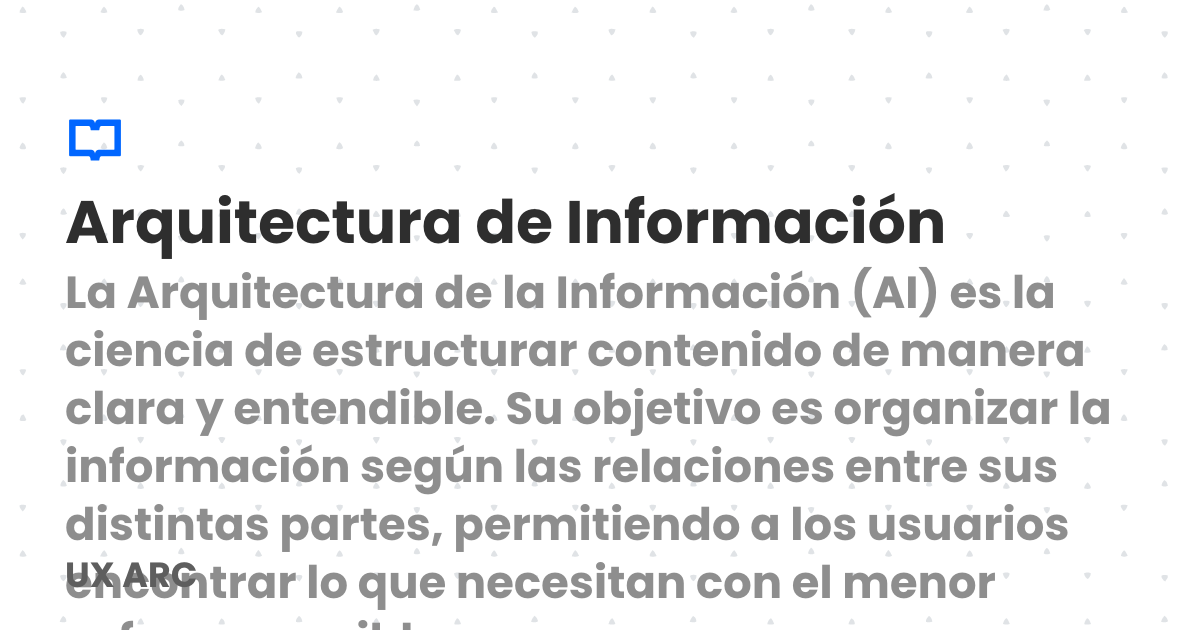 Arquitectura de Información
La Arquitectura de la Información (AI) es la
ciencia de estructurar contenido de manera
clara y entendible. Su objetivo es organizar la
información según las relaciones entre sus
distintas partes, permitiendo a los usuarios
encontrar lo que necesitan con el menor
UX ARC